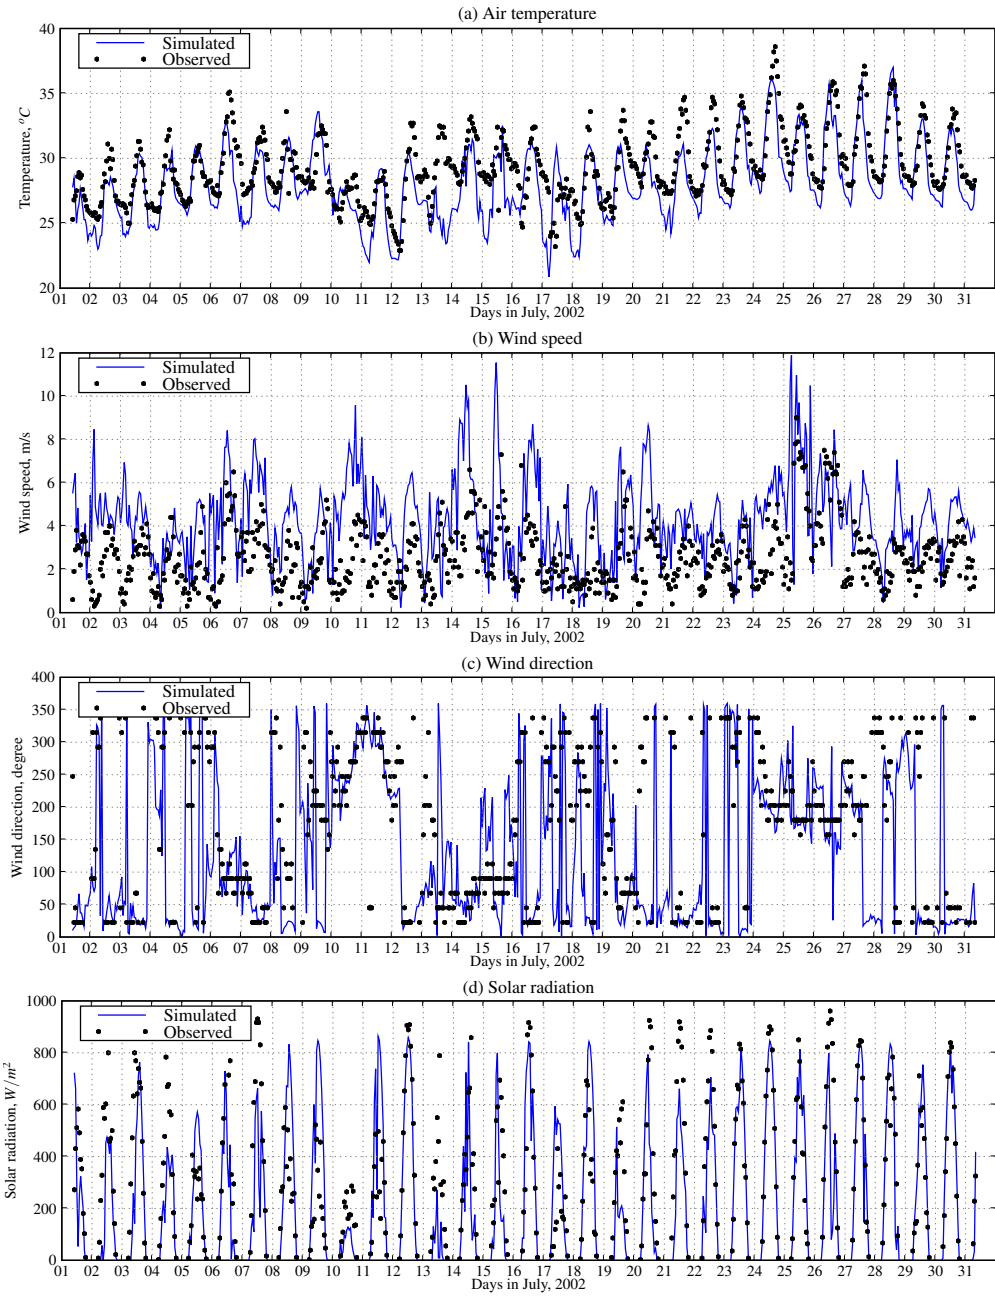 (a) Air temperature
40
35
30
25
20
Temperature, °C
Simulated
Observed
01 02 03 04 05 06 07 08 09 10 11 12 13 14 15 16 17 18 19 20 21 22 23 24 25 26 27 28 29 30 31
Days in July, 2002
(b) Wind speed
12
10
8
6
4
2
0
Wind speed, m/s
Simulated
Observed
01 02 03 04 05 06 07 08 09 10 11 12 13 14 15 16 17 18 19 20 21 22 23 24 25 26 27 28 29 30 31
Days in July, 2002
(c) Wind direction
400
350
300
250
200
150
100
50
0
Wind direction, degree
Simulated
Observed
01 02 03 04 05 06 07 08 09 10 11 12 13 14 15 16 17 18 19 20 21 22 23 24 25 26 27 28 29 30 31
Days in July, 2002
(d) Solar radiation
1000
800
600
400
200
0
Solar radiation, W/m²
Simulated
Observed
01 02 03 04 05 06 07 08 09 10 11 12 13 14 15 16 17 18 19 20 21 22 23 24 25 26 27 28 29 30 31
Days in July, 2002